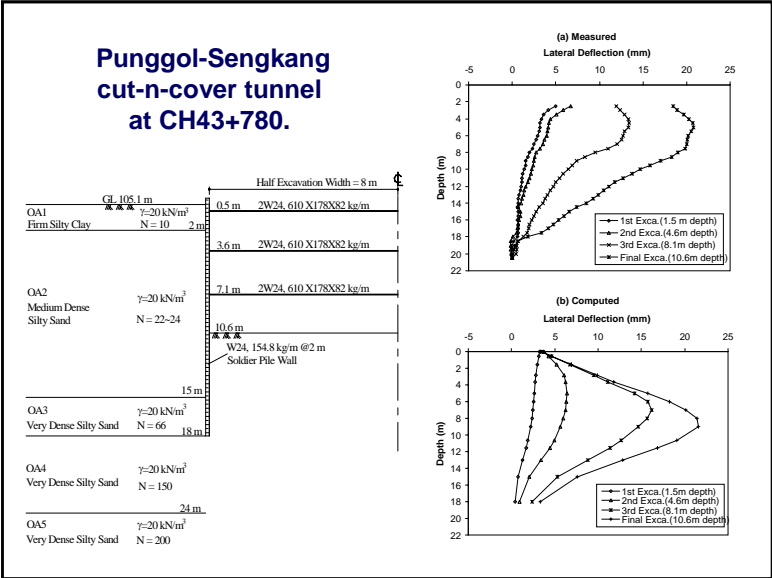 Punggol-Sengkang
cut-n-cover tunnel
at CH43+780.
Half Excavation Width = 8 m
GL 105.1 m
OA1
Firm Silty Clay
γ=20 kN/m³
N = 10
2 m
0.5 m 2W24, 610 X178X82 kg/m
3.6 m 2W24, 610 X178X82 kg/m
OA2
Medium Dense
Silty Sand
γ=20 kN/m³
N = 22~24
7.1 m 2W24, 610 X178X82 kg/m
10.6 m
W24, 154.8 kg/m @2 m
Soldier Pile Wall
15 m
OA3
Very Dense Silty Sand
γ=20 kN/m³
N = 66
18 m
OA4
Very Dense Silty Sand
γ=20 kN/m³
N = 150
24 m
OA5
Very Dense Silty Sand
γ=20 kN/m³
N = 200
(a) Measured
Lateral Deflection (mm)
-5 0 5 10 15 20 25
Depth (m)
0
2
4
6
8
10
12
14
16
18
20
22
1st Exca.(1.5 m depth)
2nd Exca.(4.6m depth)
3rd Exca.(8.1m depth)
Final Exca.(10.6m depth)
(b) Computed
Lateral Deflection (mm)
-5 0 5 10 15 20 25
Depth (m)
0
2
4
6
8
10
12
14
16
18
20
22
1st Exca.(1.5m depth)
2nd Exca.(4.6m depth)
3rd Exca.(8.1m depth)
Final Exca.(10.6m depth)